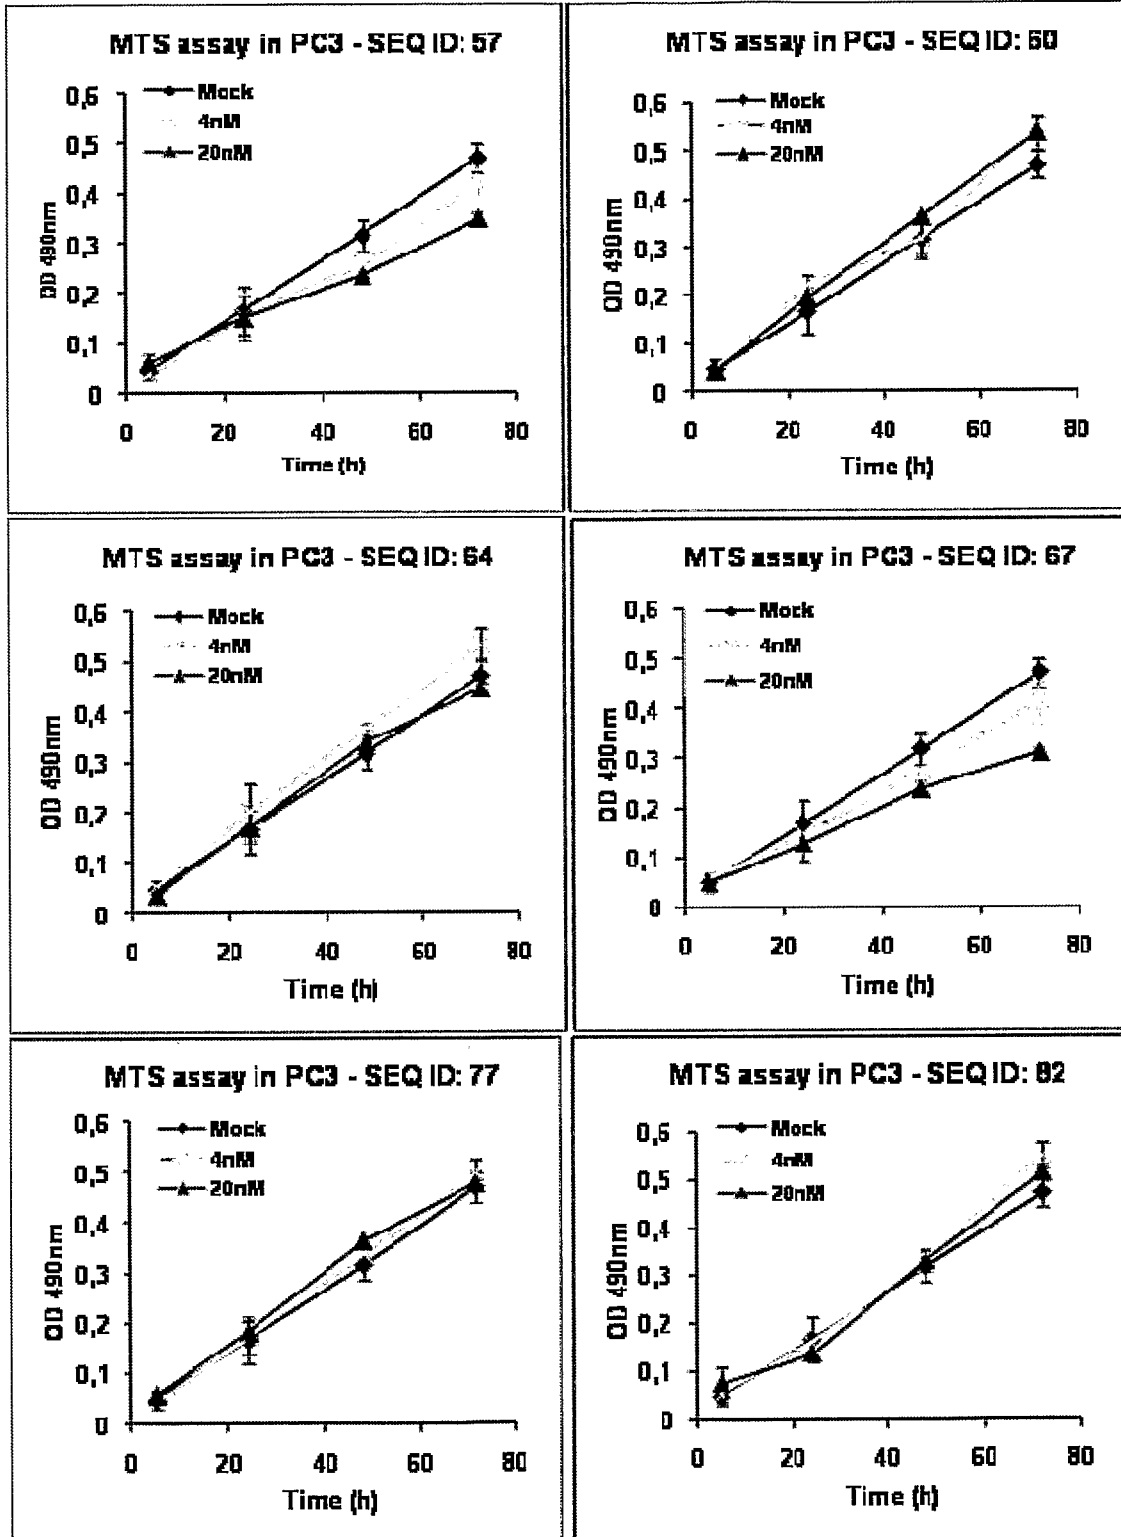 MTS assay in PC3 - SEQ ID: 57
Mock
4nM
20nM
0,6
0,5
0,4
0,3
0,2
0,1
0
OD 490nm
0 20 40 60 80
Time (h)
MTS assay in PC3 - SEQ ID: 60
Mock
4nM
20nM
0,6
0,5
0,4
0,3
0,2
0,1
0
OD 490nm
0 20 40 60 80
Time (h)
MTS assay in PC3 - SEQ ID: 64
Mock
4nM
20nM
0,6
0,5
0,4
0,3
0,2
0,1
0
OD 490nm
0 20 40 60 80
Time (h)
MTS assay in PC3 - SEQ ID: 67
Mock
4nM
20nM
0,6
0,5
0,4
0,3
0,2
0,1
0
OD 490nm
0 20 40 60 80
Time (h)
MTS assay in PC3 - SEQ ID: 77
Mock
4nM
20nM
0,6
0,5
0,4
0,3
0,2
0,1
0
OD 490nm
0 20 40 60 80
Time (h)
MTS assay in PC3 - SEQ ID: 82
Mock
4nM
20nM
0,6
0,5
0,4
0,3
0,2
0,1
0
OD 490nm
0 20 40 60 80
Time (h)